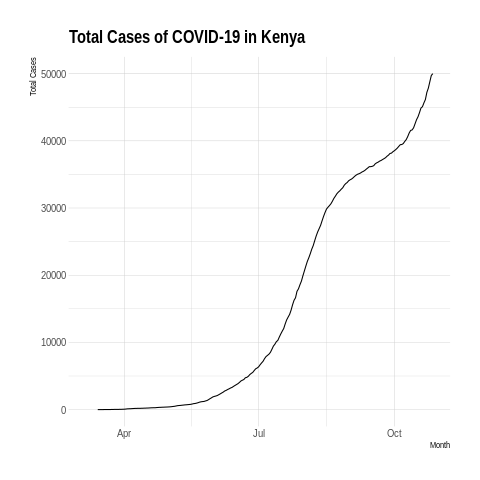 Total Cases of COVID-19 in Kenya
Total Cases
50000
40000
30000
20000
10000
0
Apr Jul Oct
Month